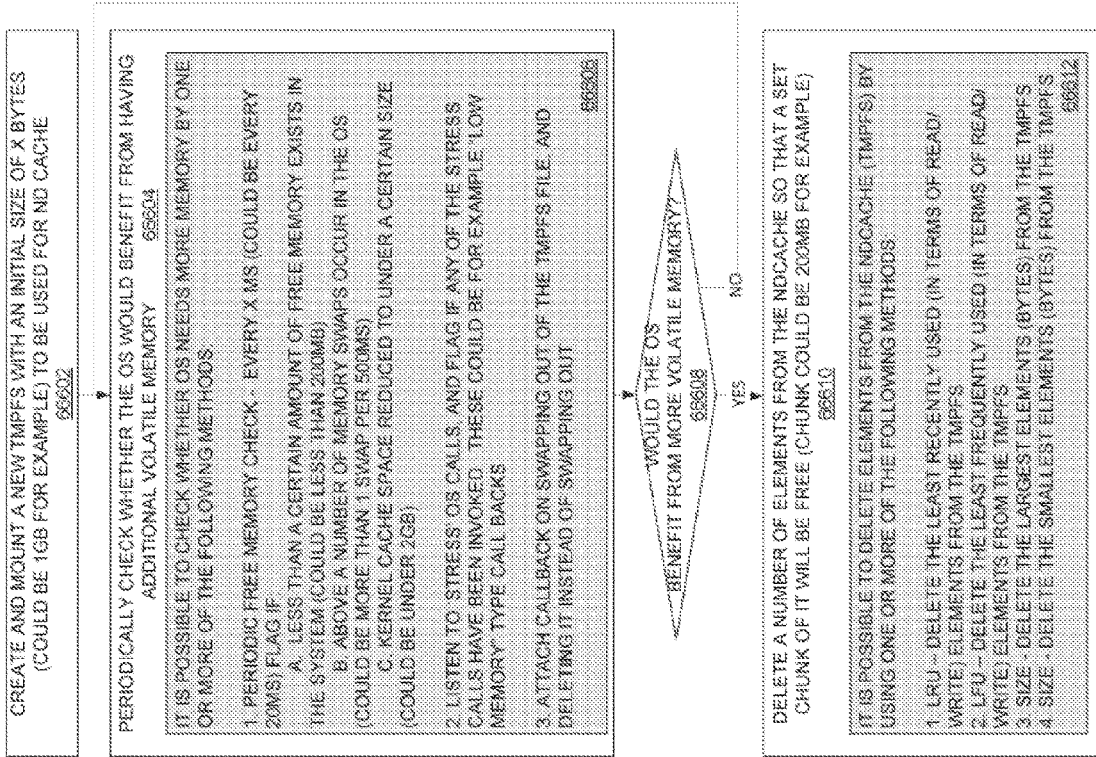 CREATE AND MOUNT A NEW TMPFS WITH AN INITIAL SIZE OF X BYTES
(COULD BE 1GB FOR EXAMPLE) TO BE USED FOR ND CACHE
66602
PERIODICALLY CHECK WHETHER THE OS WOULD BENEFIT FROM HAVING
ADDITIONAL VOLATILE MEMORY 66604
IT IS POSSIBLE TO CHECK WHETHER OS NEEDS MORE MEMORY BY ONE
OR MORE OF THE FOLLOWING METHODS:
1. PERIODIC FREE MEMORY CHECK - EVERY X MS (COULD BE EVERY
20MS) FLAG IF
A. LESS THAN A CERTAIN AMOUNT OF FREE MEMORY EXISTS IN
THE SYSTEM (COULD BE LESS THAN 200MB)
B. ABOVE A NUMBER OF MEMORY SWAPS OCCUR IN THE OS
(COULD BE MORE THAN 1 SWAP PER 500MS)
C. KERNEL CACHE SPACE REDUCED TO UNDER A CERTAIN SIZE
(COULD BE UNDER 2GB)
2. LISTEN TO 'STRESS' OS CALLS, AND FLAG IF ANY OF THE STRESS
CALLS HAVE BEEN INVOKED. THESE COULD BE FOR EXAMPLE "LOW
MEMORY TYPE CALL BACKS
3. ATTACH CALLBACK ON SWAPPING OUT OF THE TMPFS FILE, AND
DELETING IT INSTEAD OF SWAPPING OUT
66606
WOULD THE OS
BENEFIT FROM MORE VOLATILE MEMORY?
66608
NO
YES
DELETE A NUMBER OF ELEMENTS FROM THE NDCACHE SO THAT A SET
CHUNK OF IT WILL BE FREE (CHUNK COULD BE 200MB FOR EXAMPLE)
66610
IT IS POSSIBLE TO DELETE ELEMENTS FROM THE NDCACHE (TMPFS) BY
USING ONE OR MORE OF THE FOLLOWING METHODS:
1. LRU – DELETE THE LEAST RECENTLY USED (IN TERMS OF READ/
WRITE) ELEMENTS FROM THE TMPFS
2. LFU – DELETE THE LEAST FREQUENTLY USED (IN TERMS OF READ/
WRITE) ELEMENTS FROM THE TMPFS
3. SIZE - DELETE THE LARGEST ELEMENTS (BYTES) FROM THE TMPFS
4. SIZE - DELETE THE SMALLEST ELEMENTS (BYTES) FROM THE TMPFS
66612